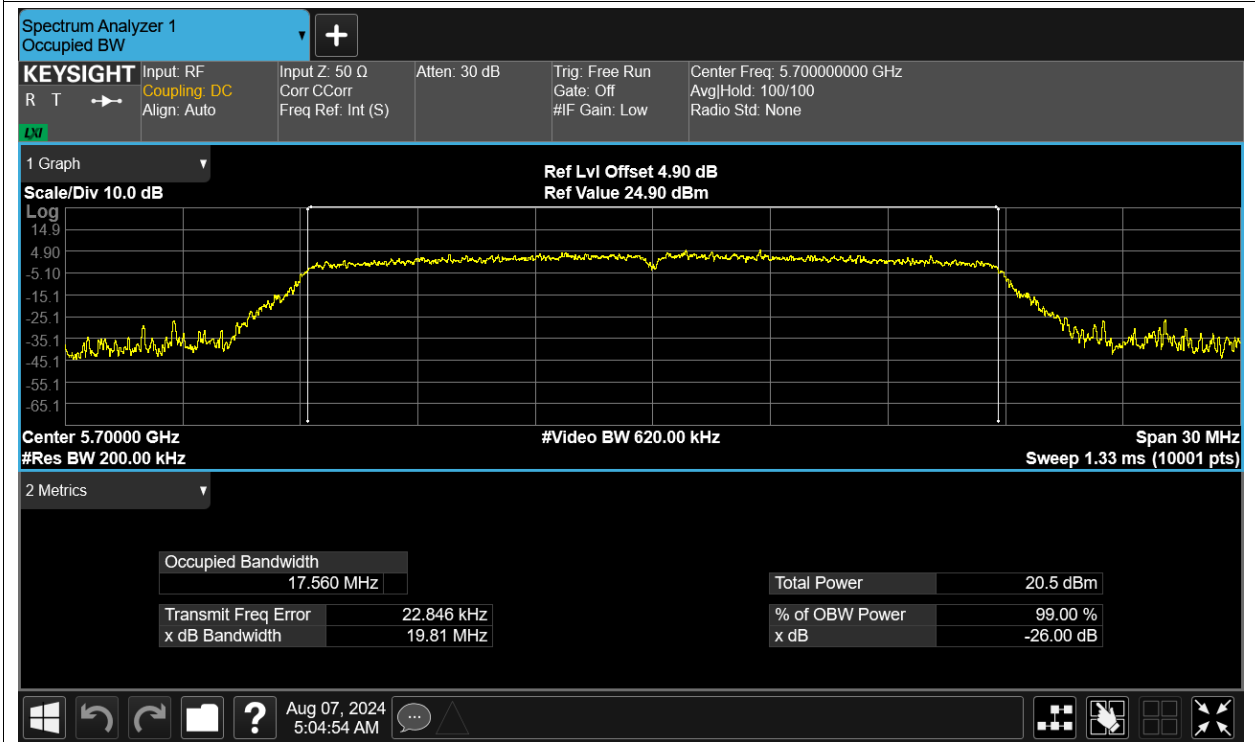 Spectrum Analyzer 1
Occupied BW
+
KEYSIGHT
R T
LXI
Input: RF
Coupling: DC
Align: Auto
Input Z: 50 Ω
Corr CCorr
Freq Ref: Int (S)
Atten: 30 dB
Trig: Free Run
Gate: Off
#IF Gain: Low
Center Freq: 5.700000000 GHz
Avg|Hold: 100/100
Radio Std: None
1 Graph
Ref Lvl Offset 4.90 dB
Scale/Div 10.0 dB
Ref Value 24.90 dBm
Log
14.9
4.90
-5.10
-15.1
-25.1
-35.1
-45.1
-55.1
-65.1
Center 5.70000 GHz #Video BW 620.00 kHz Span 30 MHz
#Res BW 200.00 kHz Sweep 1.33 ms (10001 pts)
2 Metrics
Occupied Bandwidth
17.560 MHz
Total Power 20.5 dBm
Transmit Freq Error 22.846 kHz
% of OBW Power 99.00 %
x dB Bandwidth 19.81 MHz
x dB -26.00 dB
?
Aug 07, 2024
5:04:54 AM